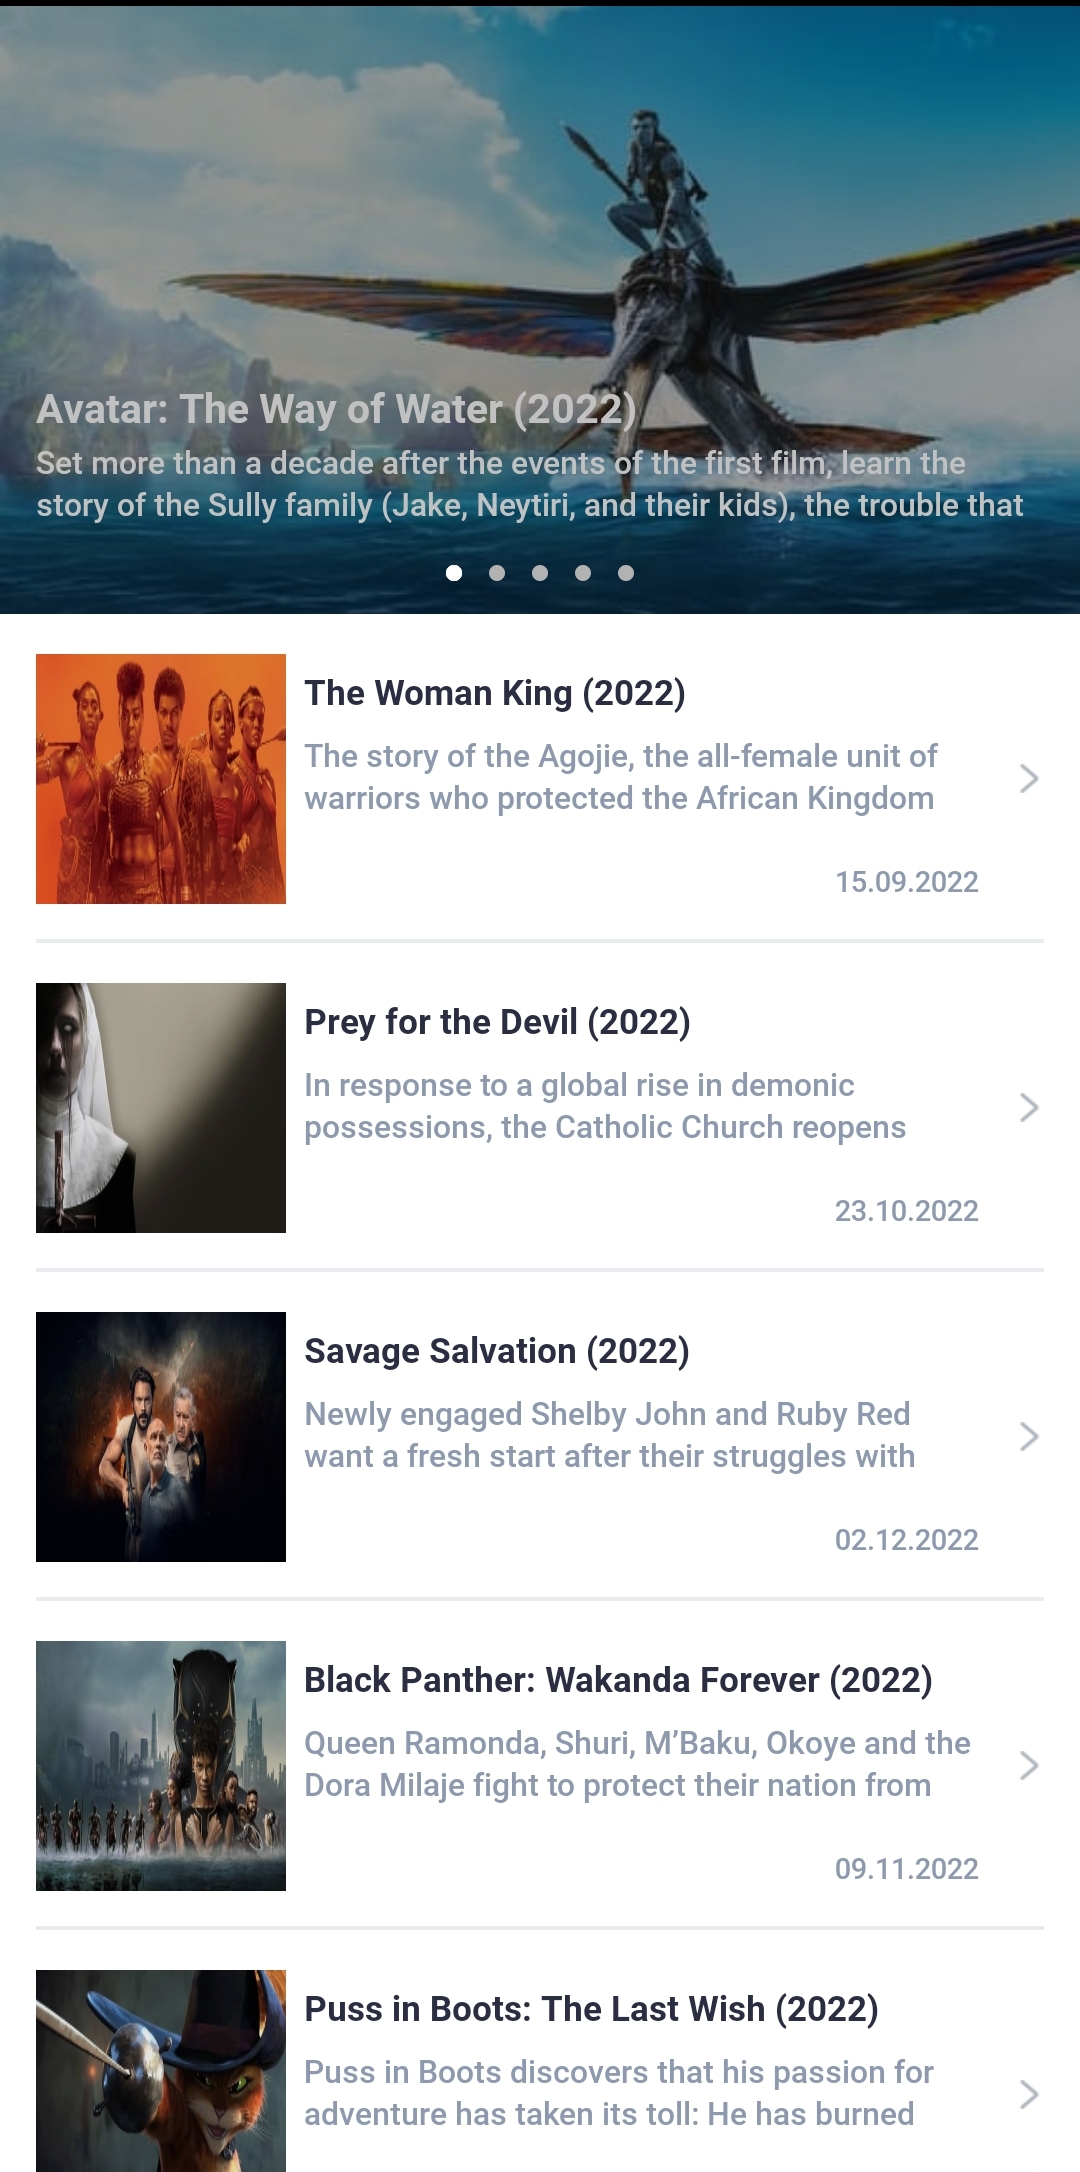 Avatar: The Way of Water (2022)
Set more than a decade after the events of the first film, learn the
story of the Sully family (Jake, Neytiri, and their kids), the trouble that
The Woman King (2022)
The story of the Agojie, the all-female unit of
warriors who protected the African Kingdom
15.09.2022
Prey for the Devil (2022)
In response to a global rise in demonic
possessions, the Catholic Church reopens
23.10.2022
Savage Salvation (2022)
Newly engaged Shelby John and Ruby Red
want a fresh start after their struggles with
02.12.2022
Black Panther: Wakanda Forever (2022)
Queen Ramonda, Shuri, M’Baku, Okoye and the
Dora Milaje fight to protect their nation from
09.11.2022
Puss in Boots: The Last Wish (2022)
Puss in Boots discovers that his passion for
adventure has taken its toll: He has burned